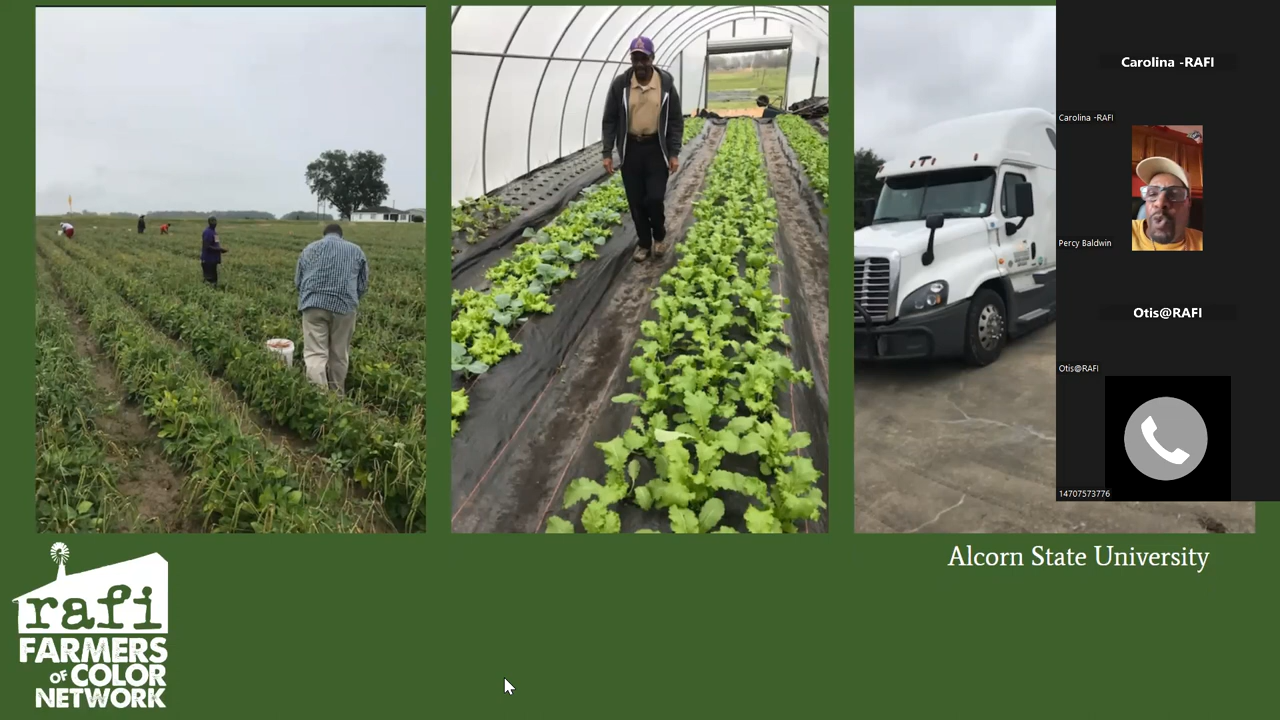 Carolina -RAFI
Carolina -RAFI
Percy Baldwin
Otis@RAFI
Otis@RAFI
14707573776
Alcorn State University
rafi
FARMERS
OF COLOR
NETWORK